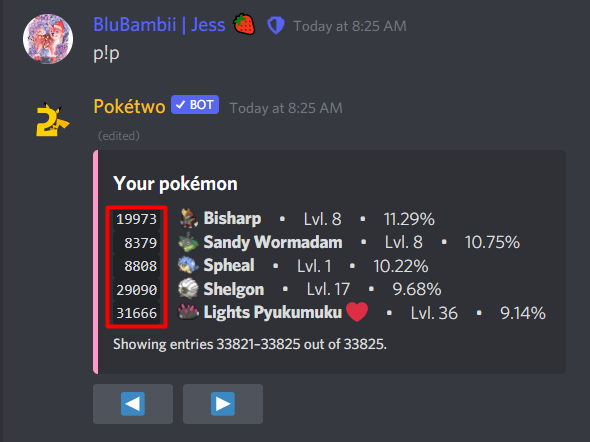 BluBambii | Jess Today at 8:25 AM
p!p
Pokétwo BOT Today at 8:25 AM
(edited)
Your pokémon
19973 Bisharp • Lvl. 8 • 11.29%
8379 Sandy Wormadam • Lvl. 8 • 10.75%
8808 Spheal • Lvl. 1 • 10.22%
29090 Shelgon • Lvl. 17 • 9.68%
31666 Lights Pyukumuku • Lvl. 36 • 9.14%
Showing entries 33821–33825 out of 33825.